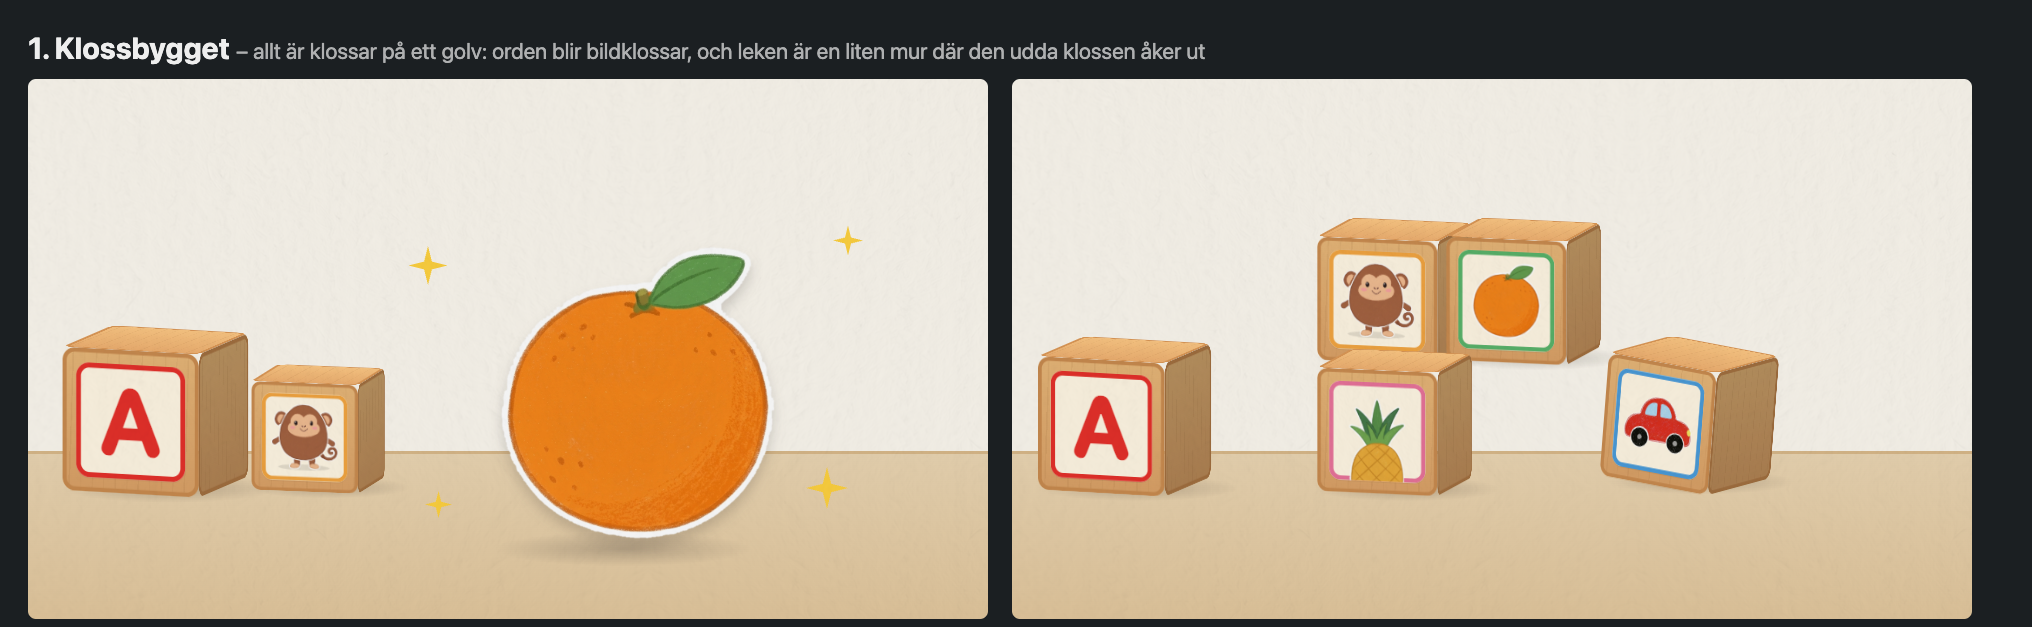 1. Klossbygget – allt är klossar på ett golv: orden blir bildklossar, och leken är en liten mur där den udda klossen åker ut
A
A